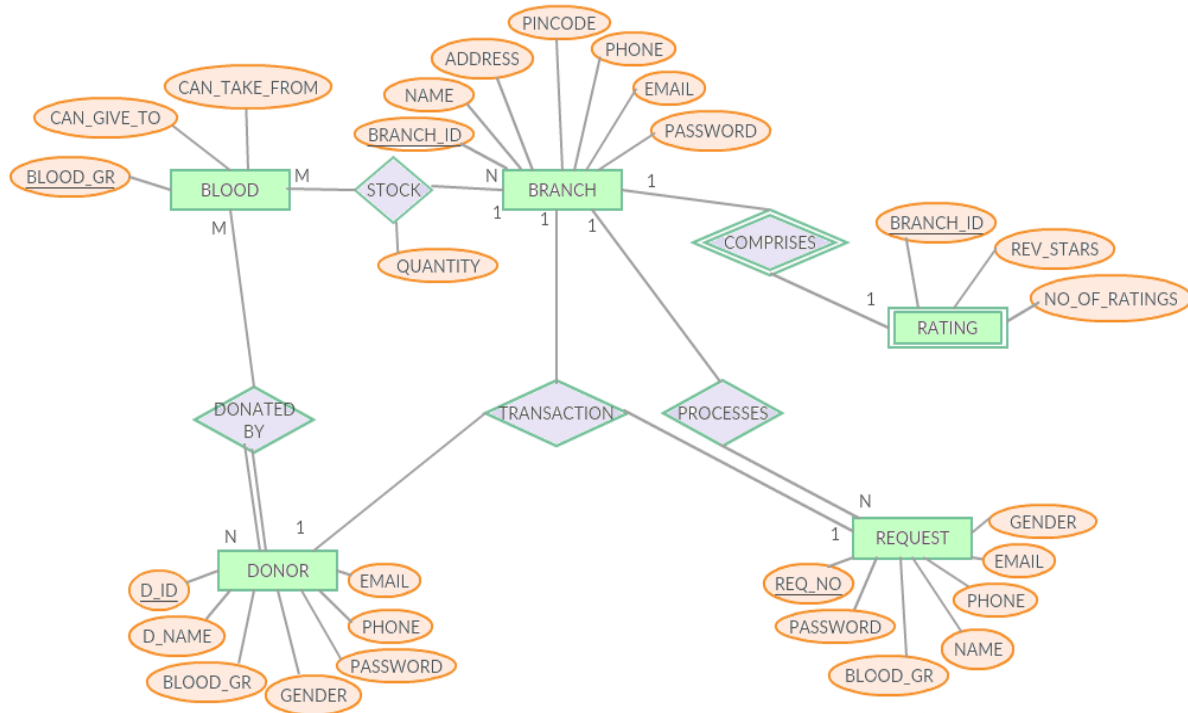 PINCODE
ADDRESS
PHONE
CAN_TAKE_FROM
NAME
EMAIL
CAN_GIVE_TO
BRANCH_ID
PASSWORD
BLOOD_GR
BLOOD
M
STOCK
N
BRANCH
1
M
1
1
1
BRANCH_ID
COMPRISES
REV_STARS
QUANTITY
1
NO_OF_RATINGS
RATING
DONATED
BY
TRANSACTION
PROCESSES
N
1
N
1
REQUEST
GENDER
DONOR
EMAIL
D_ID
EMAIL
REQ_NO
PHONE
D_NAME
PHONE
PASSWORD
NAME
BLOOD_GR
GENDER
PASSWORD
BLOOD_GR